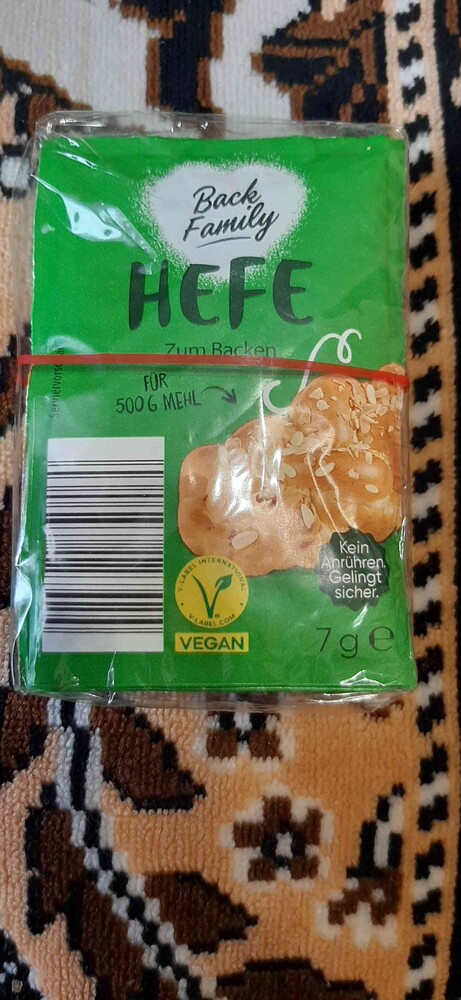 Back
Family
HEFE
Zum Backen
FÜR
500 G MEHL
Kein
Anrühren.
Gelingt
sicher.
V-LABEL INTERNATIONAL
V-LABEL.COM
VEGAN
7 g e